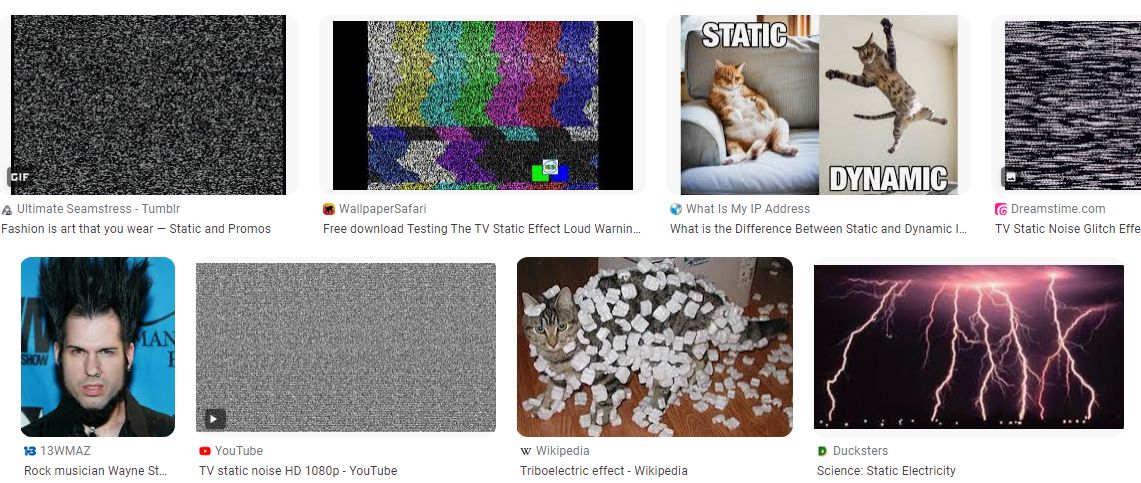 STATIC
DYNAMIC
GIF
Ultimate Seamstress - Tumblr
WallpaperSafari
What Is My IP Address
Dreamstime.com
Fashion is art that you wear — Static and Promos
Free download Testing The TV Static Effect Loud Warnin...
What is the Difference Between Static and Dynamic I...
TV Static Noise Glitch Effe
MAN
SHOW
13WMAZ
YouTube
W Wikipedia
D Ducksters
Rock musician Wayne St...
TV static noise HD 1080p - YouTube
Triboelectric effect - Wikipedia
Science: Static Electricity